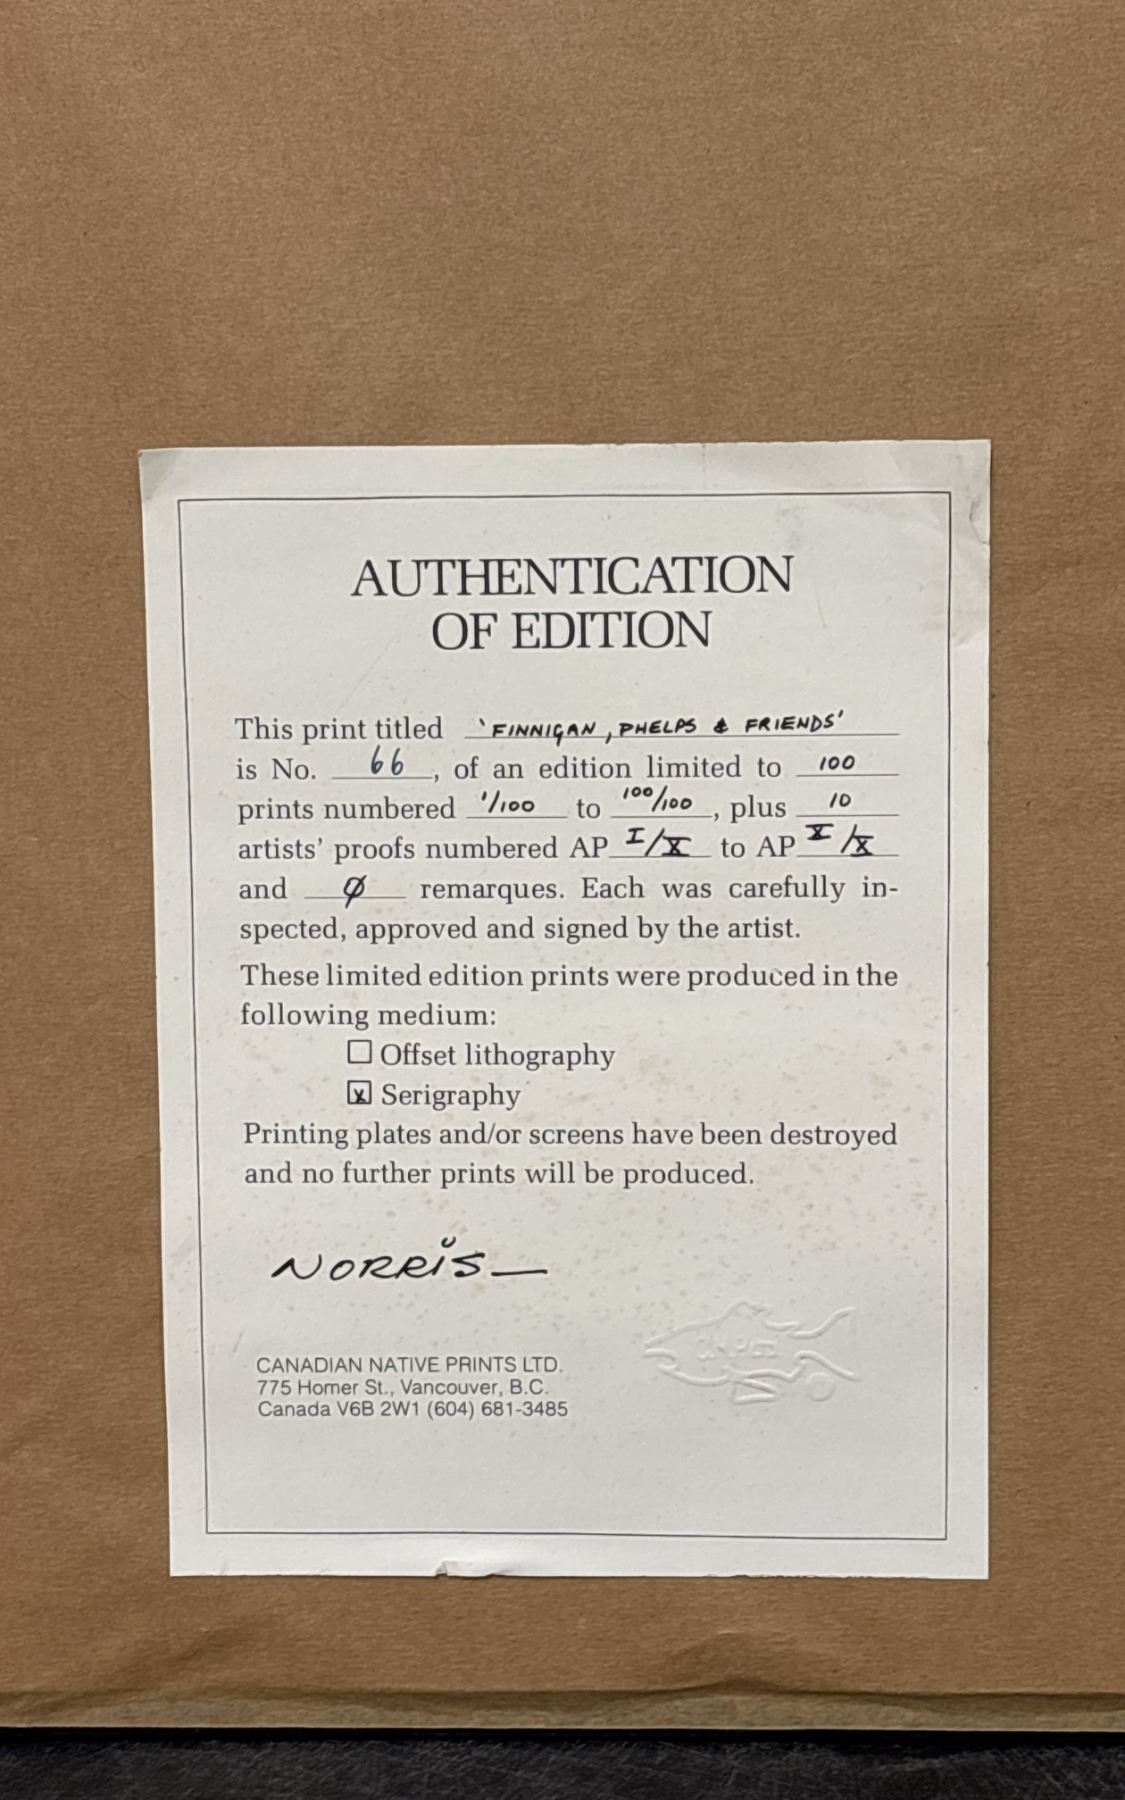 AUTHENTICATION
OF EDITION
This print titled 'FINNIGAN, PHELPS & FRIENDS'
is No. 66, of an edition limited to 100
prints numbered 1/100 to 100/100, plus 10
artists' proofs numbered AP I/X to AP X/X
and Ø remarques. Each was carefully in-
spected, approved and signed by the artist.
These limited edition prints were produced in the
following medium:
☐ Offset lithography
☒ Serigraphy
Printing plates and/or screens have been destroyed
and no further prints will be produced.
NORRIS
CANADIAN NATIVE PRINTS LTD.
775 Homer St., Vancouver, B.C.
Canada V6B 2W1 (604) 681-3485